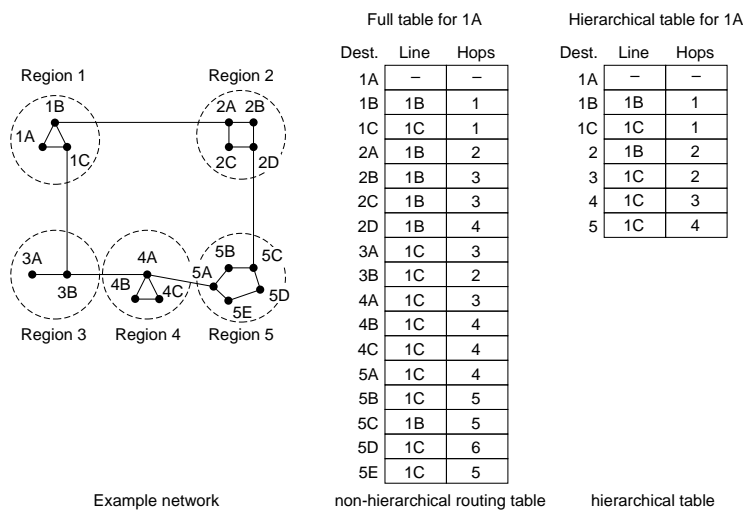 Full table for 1A
Hierarchical table for 1A
Region 1
1B
1A
1C
Region 2
2A 2B
2C 2D
3A
3B
Region 3
4A
4B
4C
Region 4
5B
5C
5A
5D
5E
Region 5
Example network
Dest. Line Hops
1A – –
1B 1B 1
1C 1C 1
2A 1B 2
2B 1B 3
2C 1B 3
2D 1B 4
3A 1C 3
3B 1C 2
4A 1C 3
4B 1C 4
4C 1C 4
5A 1C 4
5B 1C 5
5C 1B 5
5D 1C 6
5E 1C 5
non-hierarchical routing table
Dest. Line Hops
1A – –
1B 1B 1
1C 1C 1
2 1B 2
3 1C 2
4 1C 3
5 1C 4
hierarchical table